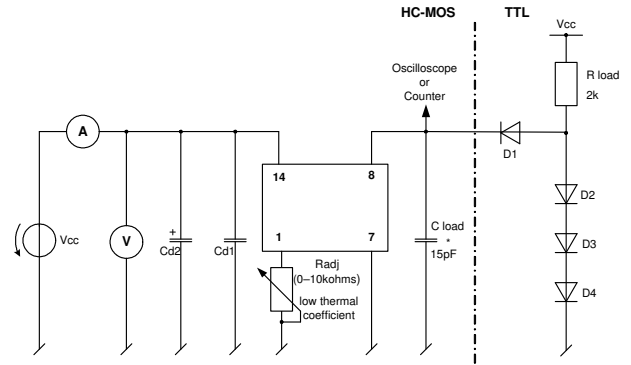 HC-MOS
TTL
Vcc
Oscilloscope
or
Counter
R load
2k
A
D1
14
8
Vcc
V
+
Cd2
Cd1
1
7
C load
*
15pF
D2
D3
D4
Radj
(0–10kohms)
low thermal
coefficient